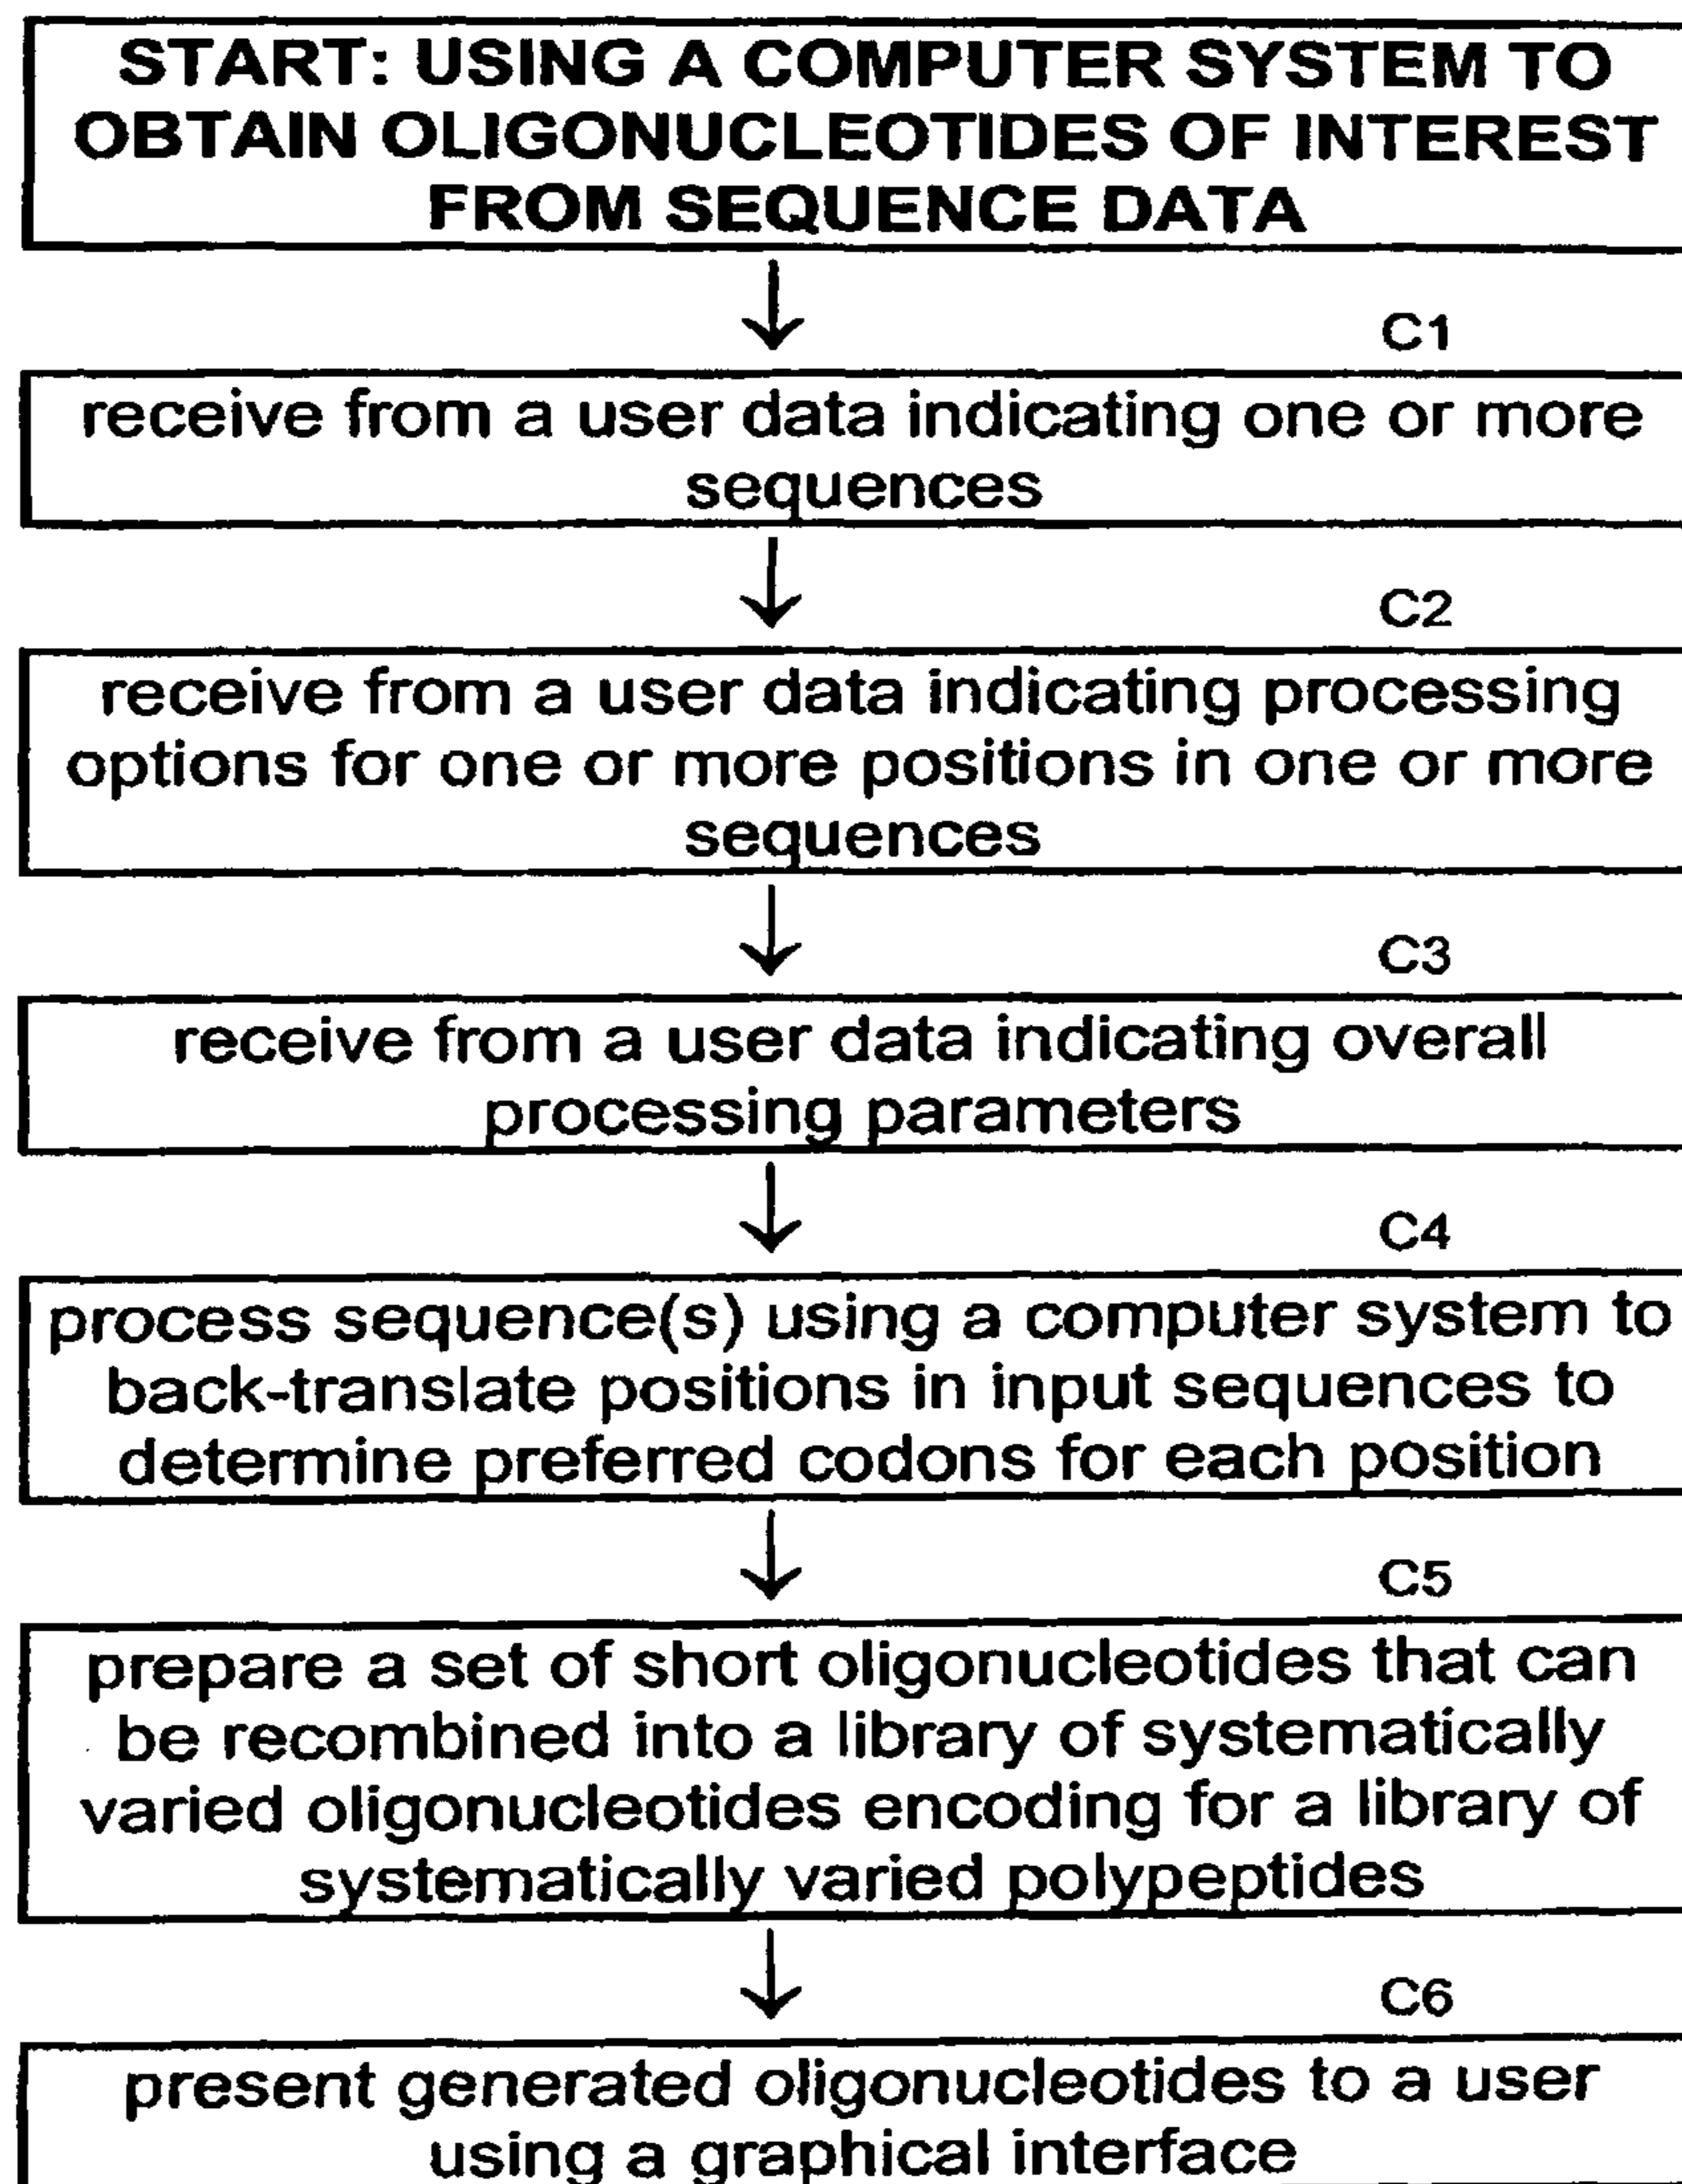 START: USING A COMPUTER SYSTEM TO
OBTAIN OLIGONUCLEOTIDES OF INTEREST
FROM SEQUENCE DATA
C1
receive from a user data indicating one or more
sequences
C2
receive from a user data indicating processing
options for one or more positions in one or more
sequences
C3
receive from a user data indicating overall
processing parameters
C4
process sequence(s) using a computer system to
back-translate positions in input sequences to
determine preferred codons for each position
C5
prepare a set of short oligonucleotides that can
be recombined into a library of systematically
varied oligonucleotides encoding for a library of
systematically varied polypeptides
C6
present generated oligonucleotides to a user
using a graphical interface